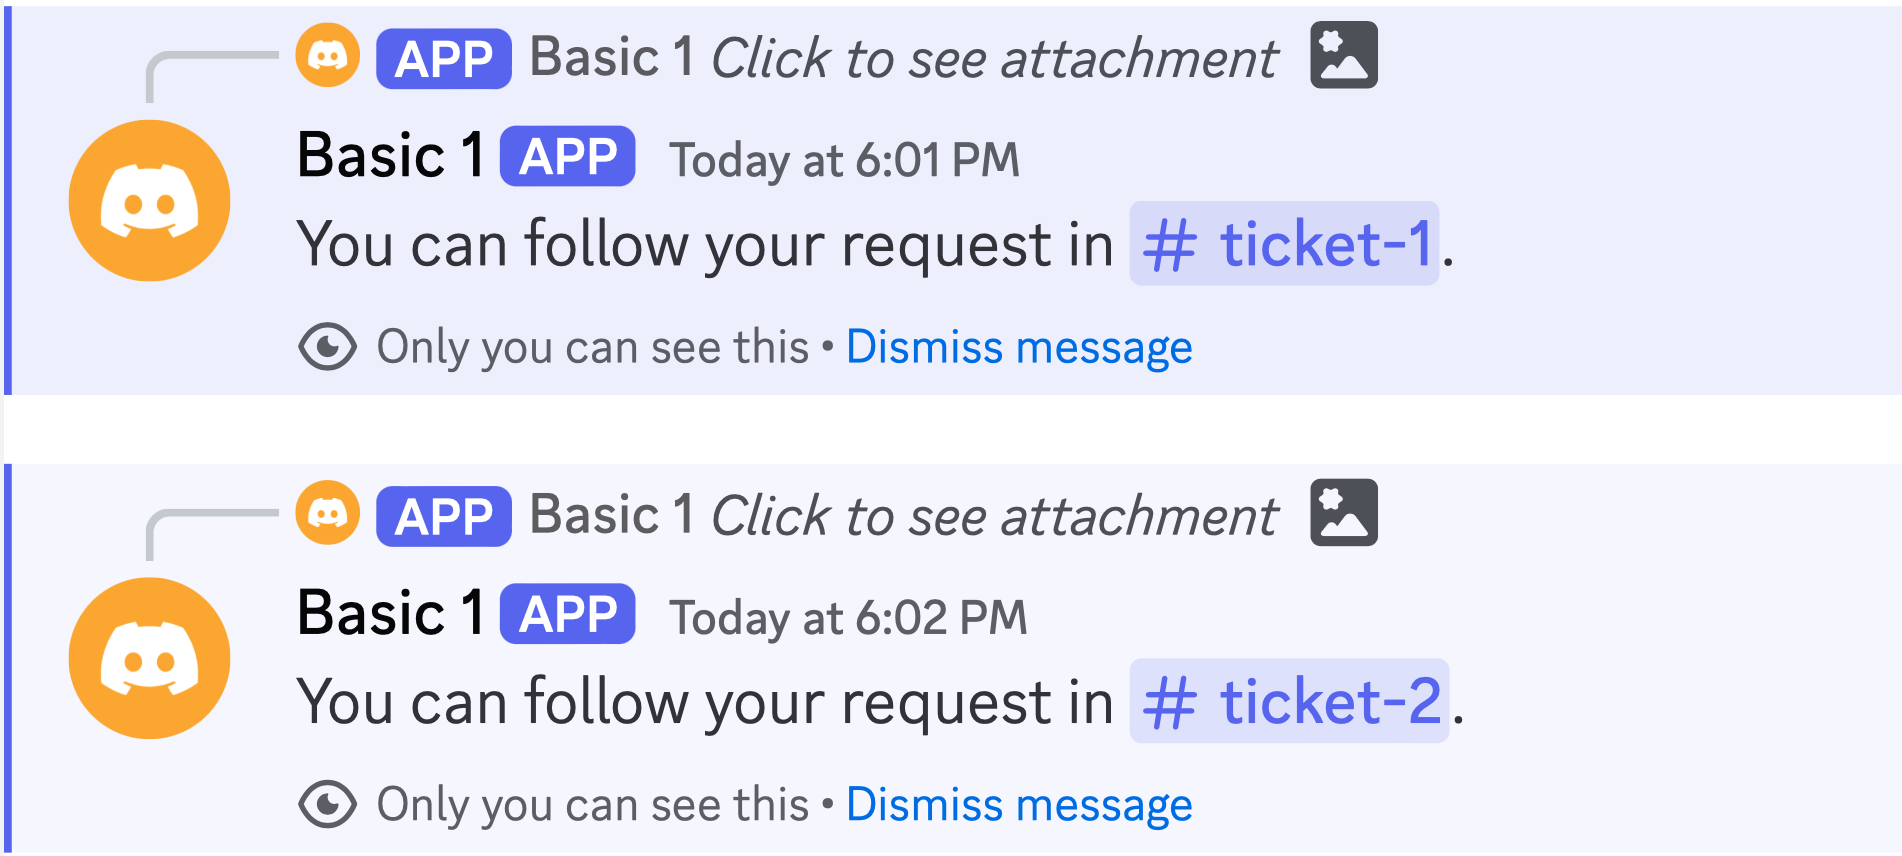 APP Basic 1 Click to see attachment
Basic 1 APP Today at 6:01 PM
You can follow your request in # ticket-1.
Only you can see this • Dismiss message
APP Basic 1 Click to see attachment
Basic 1 APP Today at 6:02 PM
You can follow your request in # ticket-2.
Only you can see this • Dismiss message